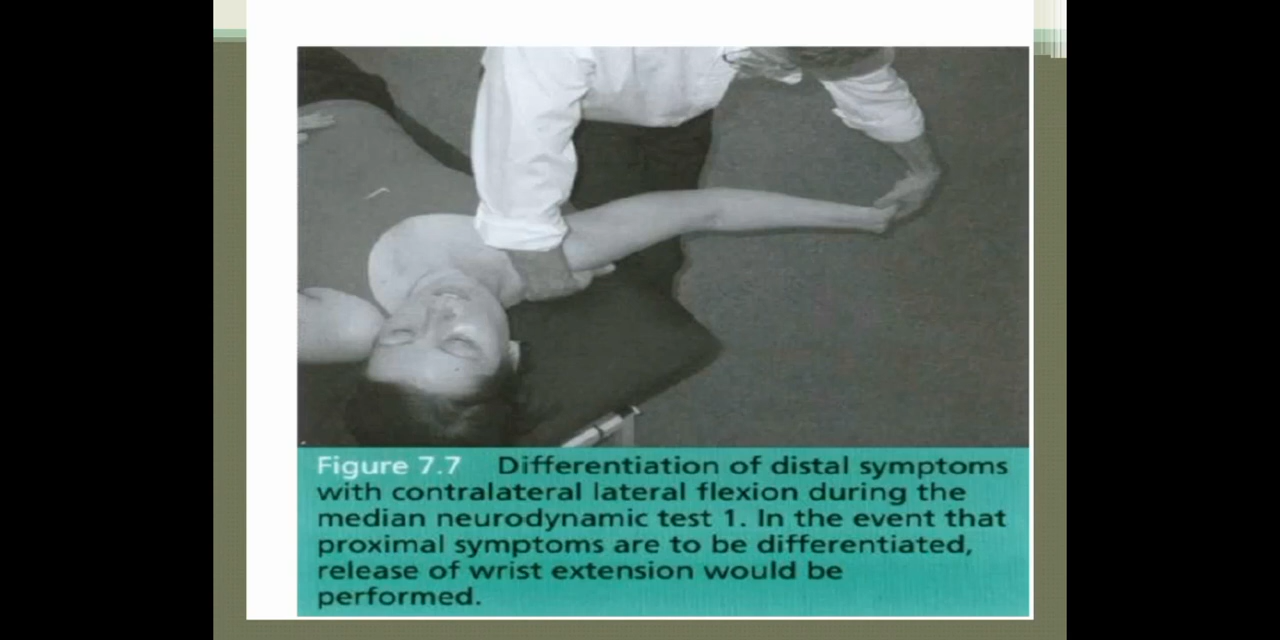 Figure 7.7 Differentiation of distal symptoms
with contralateral lateral flexion during the
median neurodynamic test 1. In the event that
proximal symptoms are to be differentiated,
release of wrist extension would be
performed.